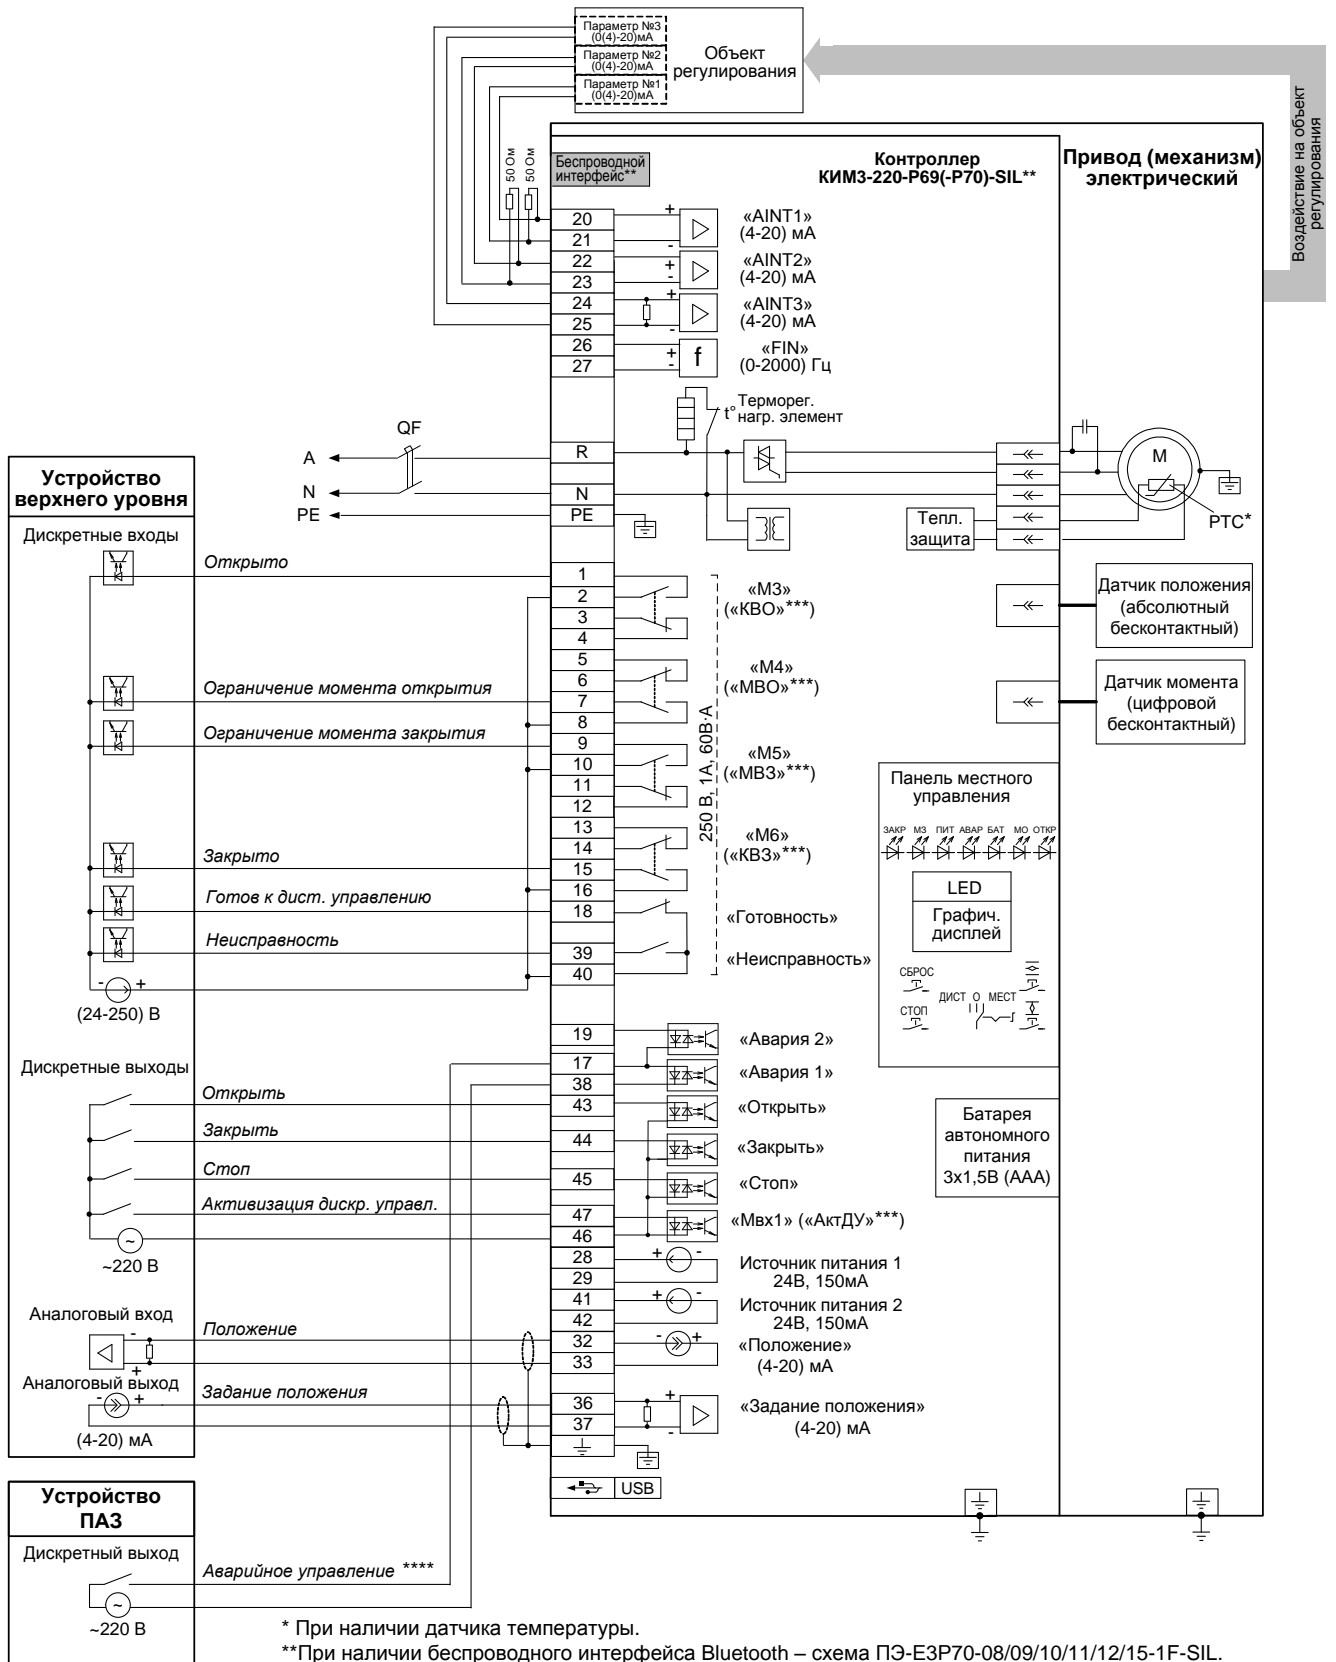 Параметр №3
(0(4)-20)мА
Параметр №2
(0(4)-20)мА
Параметр №1
(0(4)-20)мА
Объект
регулирования
Воздействие на объект
регулирования
50 Ом
50 Ом
Беспроводной
интерфейс**
Контроллер
КИМ3-220-Р69(-Р70)-SIL**
Привод (механизм)
электрический
20
21
22
23
24
25
26
27
+
-
+
-
+
-
+
-
f
«AINT1»
(4-20) мА
«AINT2»
(4-20) мА
«AINT3»
(4-20) мА
«FIN»
(0-2000) Гц
t°
Терморег.
нагр. элемент
QF
A
N
PE
R
N
PE
M
Тепл.
защита
РТС*
Устройство
верхнего уровня
Дискретные входы
Открыто
Ограничение момента открытия
Ограничение момента закрытия
Закрыто
Готов к дист. управлению
Неисправность
- +
(24-250) В
1
2
3
4
5
6
7
8
9
10
11
12
13
14
15
16
18
39
40
250 В, 1А, 60В·А
«М3»
(«КВО»***)
«М4»
(«МВО»***)
«М5»
(«МВЗ»***)
«М6»
(«КВЗ»***)
«Готовность»
«Неисправность»
Датчик положения
(абсолютный
бесконтактный)
Датчик момента
(цифровой
бесконтактный)
Панель местного
управления
ЗАКР МЗ ПИТ АВАР БАТ МО ОТКР
LED
Графич.
дисплей
СБРОС
СТОП
ДИСТ О МЕСТ
Батарея
автономного
питания
3х1,5В (ААА)
Дискретные выходы
Открыть
Закрыть
Стоп
Активизация дискр. управл.
~
~220 В
19
17
38
43
44
45
47
46
28
29
41
42
32
33
36
37
«Авария 2»
«Авария 1»
«Открыть»
«Закрыть»
«Стоп»
«Мвх1» («АктДУ»***)
+ -
Источник питания 1
24В, 150мА
+ -
Источник питания 2
24В, 150мА
- +
«Положение»
(4-20) мА
+
-
«Задание положения»
(4-20) мА
Аналоговый вход
-
+
Положение
Аналоговый выход
- +
Задание положения
(4-20) мА
USB
Устройство
ПАЗ
Дискретный выход
Аварийное управление ****
~
~220 В
* При наличии датчика температуры.
**При наличии беспроводного интерфейса Bluetooth – схема ПЭ-ЕЗР70-08/09/10/11/12/15-1F-SIL.